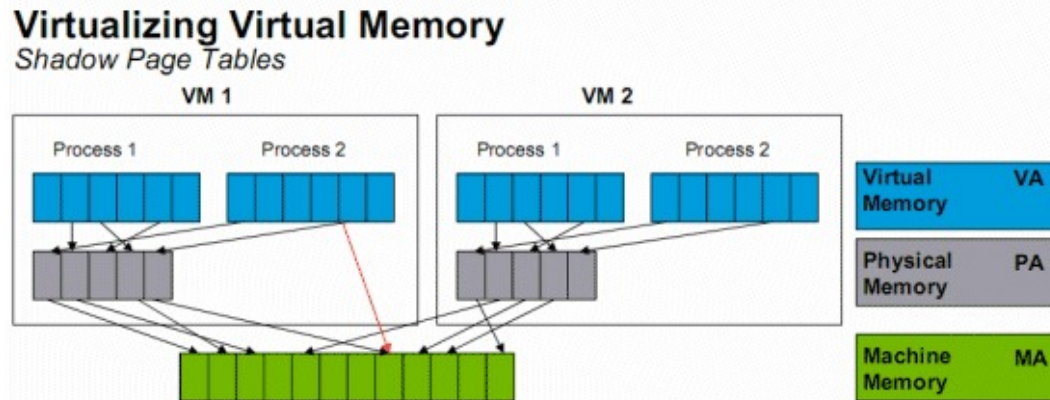 Virtualizing Virtual Memory
Shadow Page Tables
VM 1
VM 2
Process 1
Process 2
Process 1
Process 2
Virtual Memory VA
Physical Memory PA
Machine Memory MA